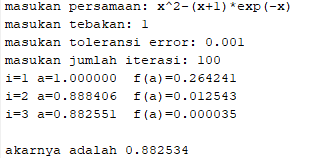 masukan persamaan: x^2-(x+1)*exp(-x)
masukan tebakan: 1
masukan toleransi error: 0.001
masukan jumlah iterasi: 100
i=1 a=1.000000  f(a)=0.264241
i=2 a=0.888406  f(a)=0.012543
i=3 a=0.882551  f(a)=0.000035
akarnya adalah 0.882534